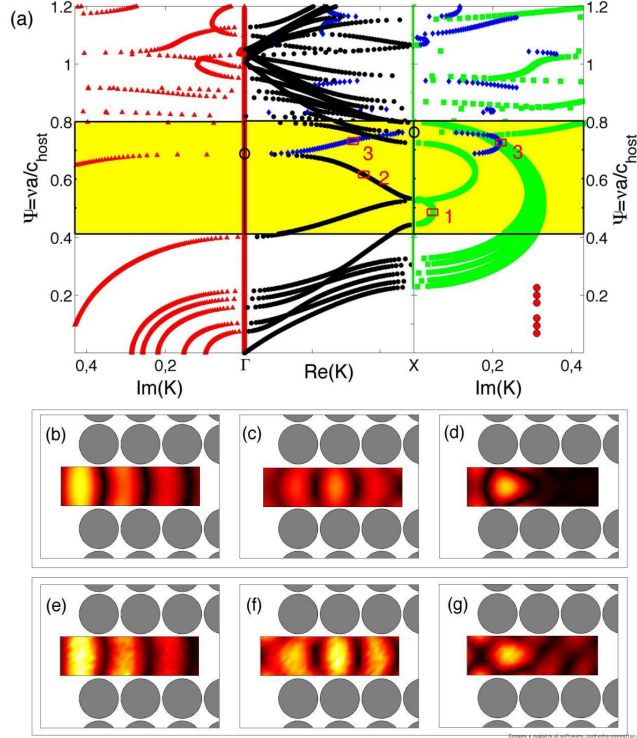 (a)
1.2
1
0.8
0.6
0.4
0.2
Ψ=νa/c_host
Ψ=νa/c_host
3
2
1
3
1.2
1
0.8
0.6
0.4
0.2
0,4 0,2 Γ X 0,2 0,4
Im(K) Re(K) Im(K)
(b) (c) (d)
(e) (f) (g)